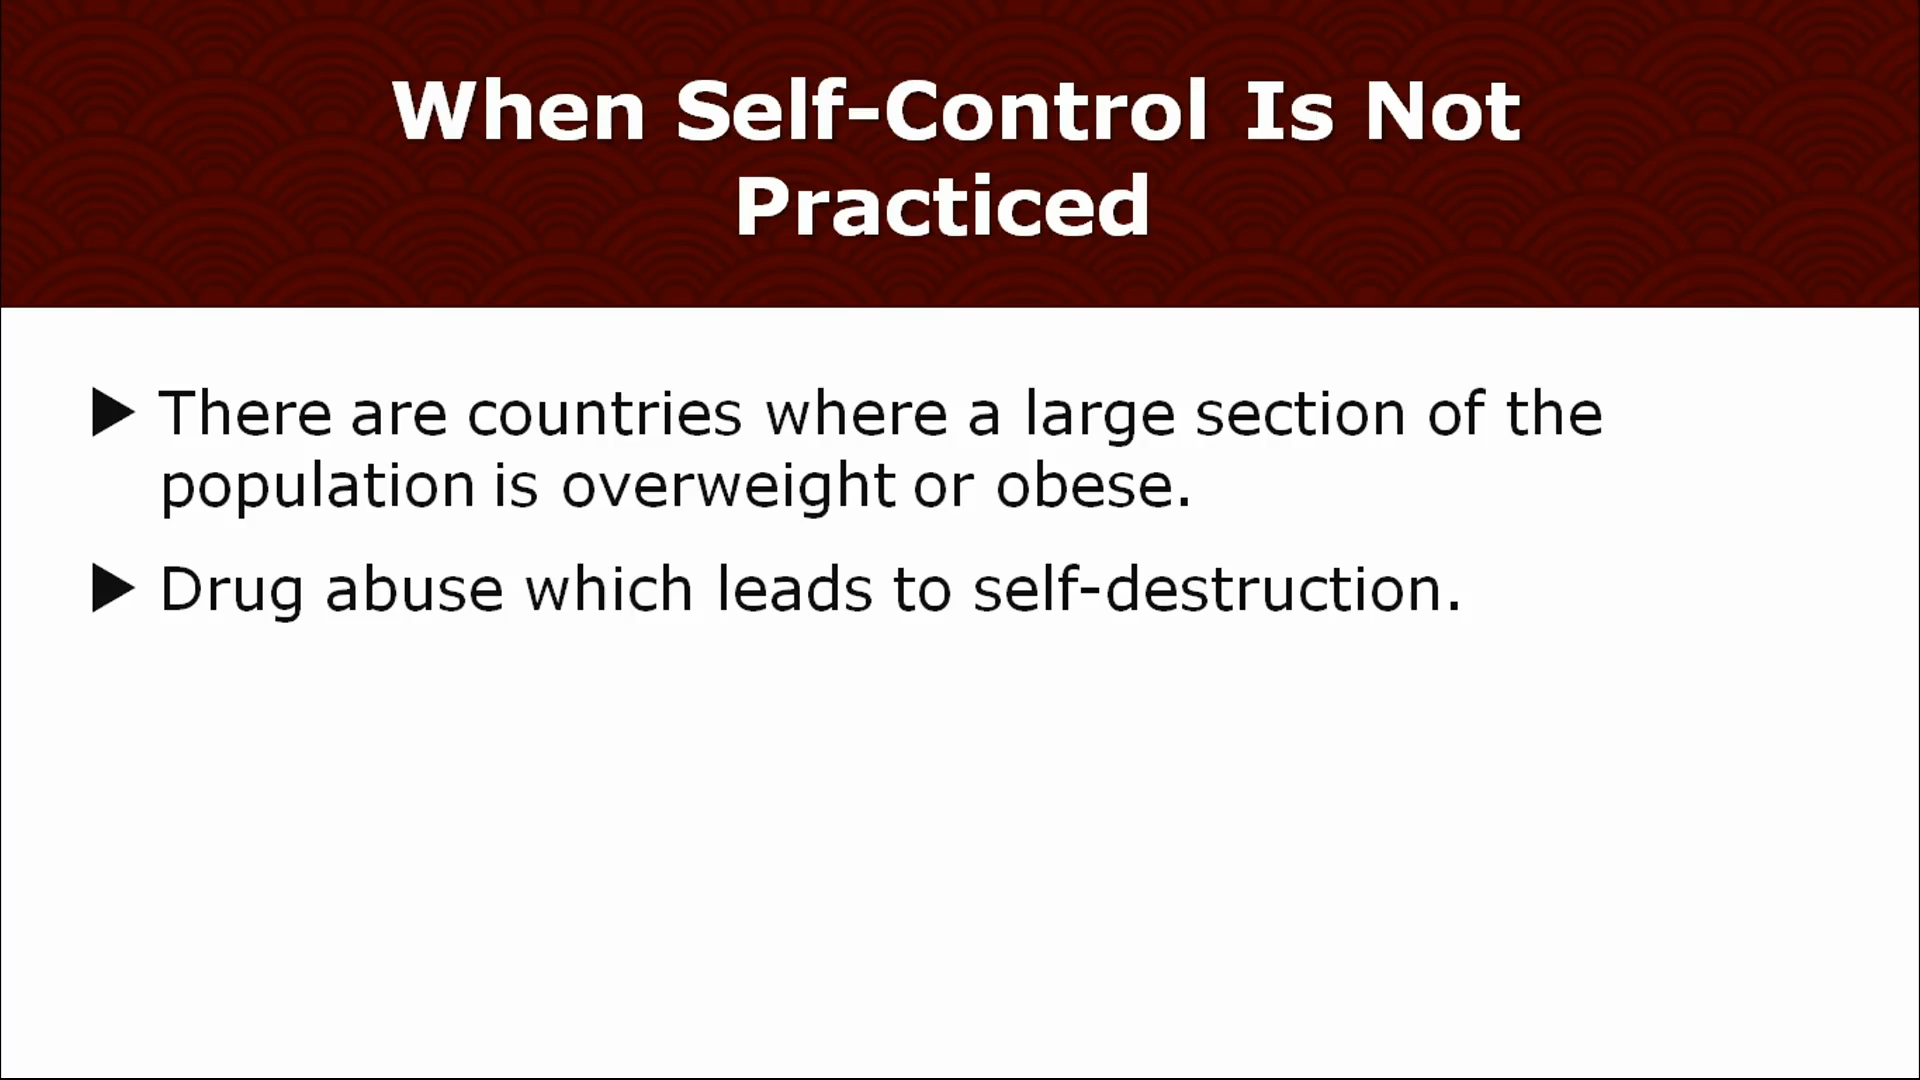 When Self-Control Is Not
Practiced
▶ There are countries where a large section of the
population is overweight or obese.
▶ Drug abuse which leads to self-destruction.